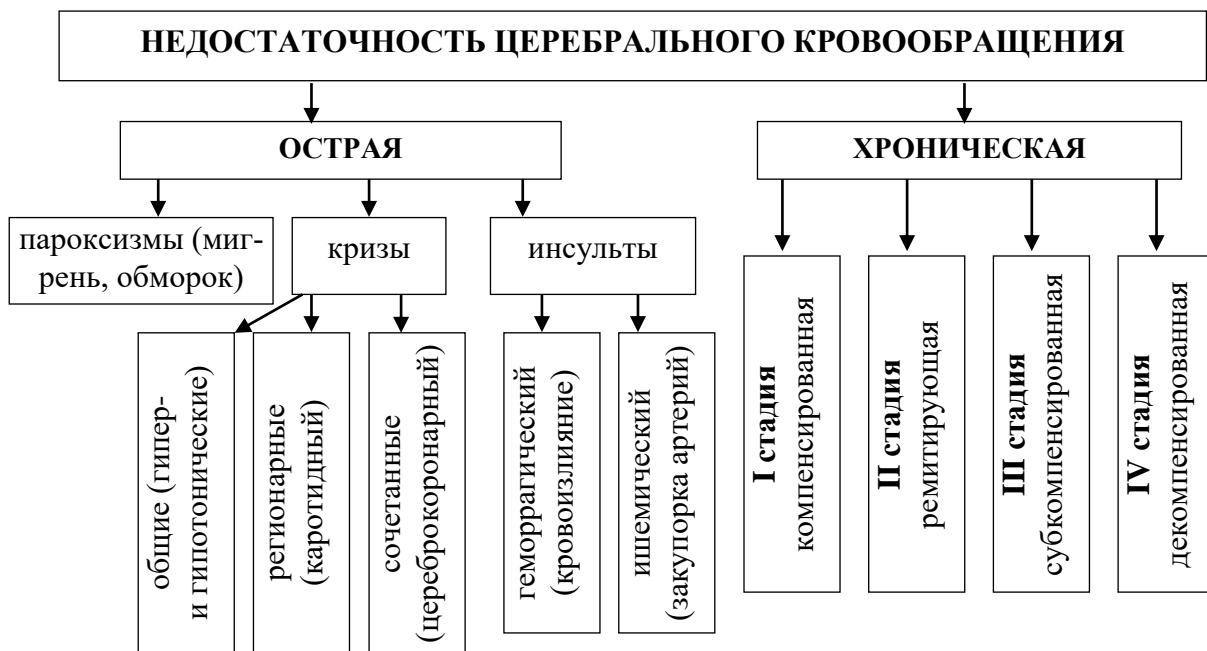 НЕДОСТАТОЧНОСТЬ ЦЕРЕБРАЛЬНОГО КРОВООБРАЩЕНИЯ
ОСТРАЯ
ХРОНИЧЕСКАЯ
пароксизмы (миг-
рень, обморок)
кризы
инсульты
общие (гипер-
и гипотонические)
регионарные
(каротидный)
сочетанные
(цереброкоронарный)
геморрагический
(кровоизлияние)
ишемический
(закупорка артерий)
I стадия
компенсированная
II стадия
ремитирующая
III стадия
субкомпенсированная
IV стадия
декомпенсированная